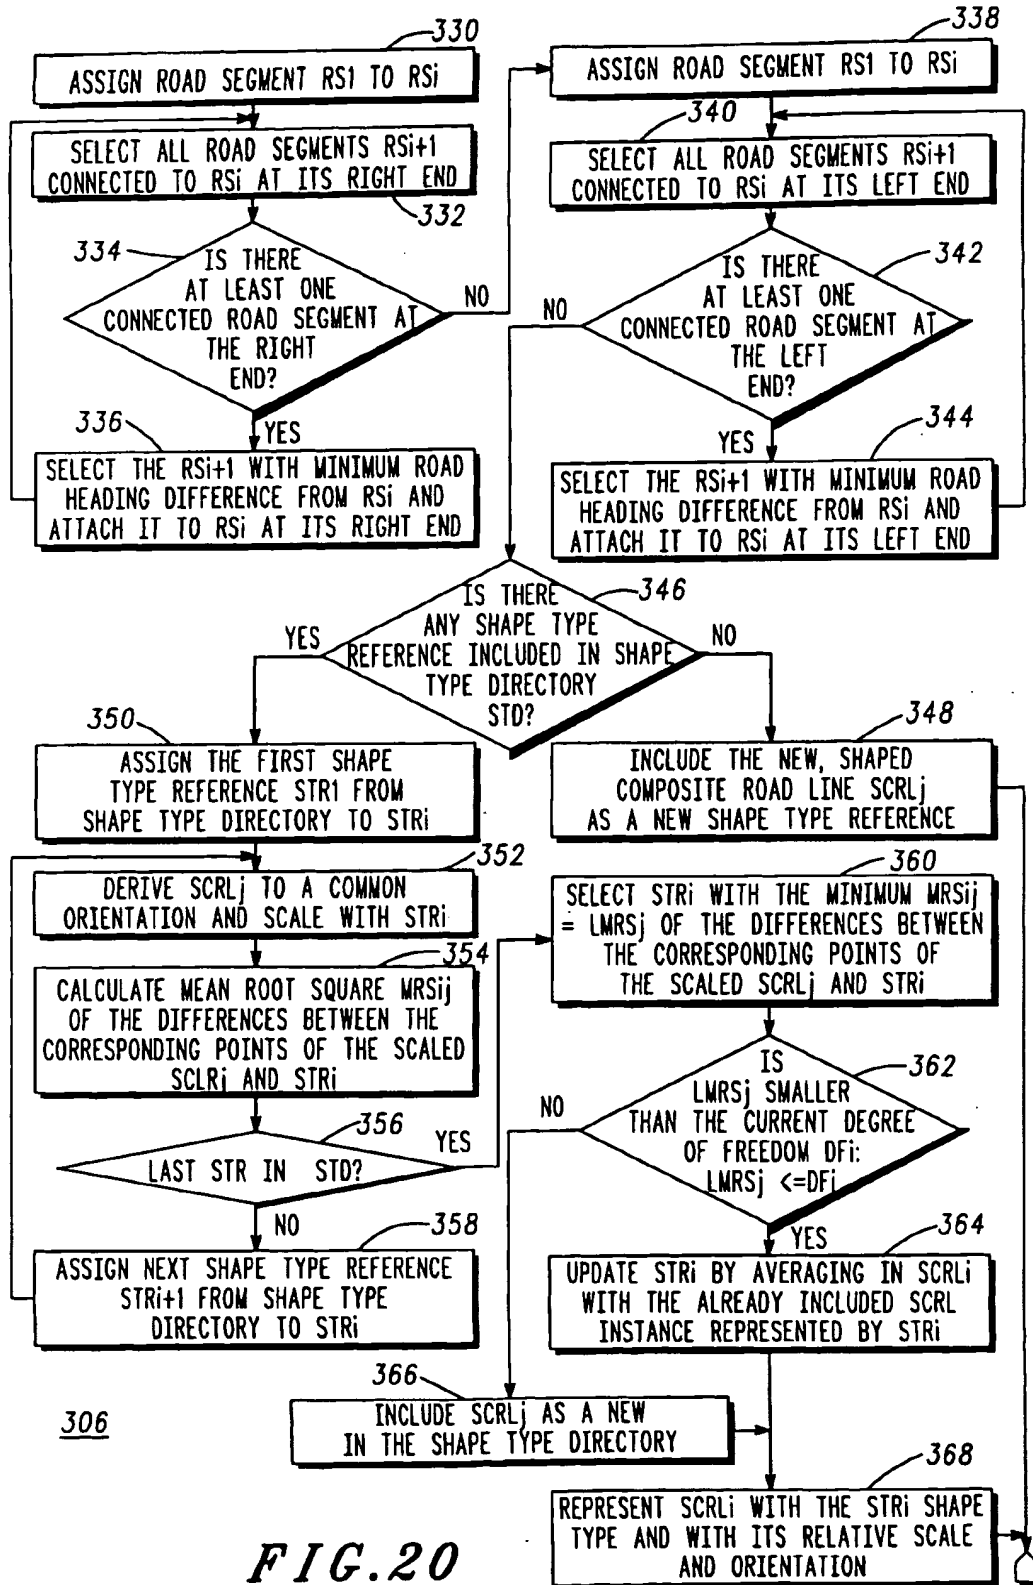 330
ASSIGN ROAD SEGMENT RS1 TO RSi
SELECT ALL ROAD SEGMENTS RSi+1
CONNECTED TO RSi AT ITS RIGHT END
332
334
IS THERE
AT LEAST ONE
CONNECTED ROAD SEGMENT AT
THE RIGHT
END?
NO
YES
336
SELECT THE RSi+1 WITH MINIMUM ROAD
HEADING DIFFERENCE FROM RSi AND
ATTACH IT TO RSi AT ITS RIGHT END
338
ASSIGN ROAD SEGMENT RS1 TO RSi
340
SELECT ALL ROAD SEGMENTS RSi+1
CONNECTED TO RSi AT ITS LEFT END
342
IS THERE
AT LEAST ONE
CONNECTED ROAD SEGMENT AT
THE LEFT
END?
NO
YES
344
SELECT THE RSi+1 WITH MINIMUM ROAD
HEADING DIFFERENCE FROM RSi AND
ATTACH IT TO RSi AT ITS LEFT END
346
IS THERE
ANY SHAPE TYPE
REFERENCE INCLUDED IN SHAPE
TYPE DIRECTORY
STD?
YES
NO
348
INCLUDE THE NEW, SHAPED
COMPOSITE ROAD LINE SCRLj
AS A NEW SHAPE TYPE REFERENCE
350
ASSIGN THE FIRST SHAPE
TYPE REFERENCE STR1 FROM
SHAPE TYPE DIRECTORY TO STRi
352
DERIVE SCRLj TO A COMMON
ORIENTATION AND SCALE WITH STRi
354
CALCULATE MEAN ROOT SQUARE MRSij
OF THE DIFFERENCES BETWEEN THE
CORRESPONDING POINTS OF THE SCALED
SCLRj AND STRi
356
LAST STR IN STD?
YES
NO
358
ASSIGN NEXT SHAPE TYPE REFERENCE
STRi+1 FROM SHAPE TYPE
DIRECTORY TO STRi
360
SELECT STRi WITH THE MINIMUM MRSij
= LMRSj OF THE DIFFERENCES BETWEEN
THE CORRESPONDING POINTS OF
THE SCALED SCRLj AND STRi
362
IS
LMRSj SMALLER
THAN THE CURRENT DEGREE
OF FREEDOM DFi:
LMRSj <=DFi
NO
YES
364
UPDATE STRi BY AVERAGING IN SCRLi
WITH THE ALREADY INCLUDED SCRL
INSTANCE REPRESENTED BY STRi
366
INCLUDE SCRLj AS A NEW
IN THE SHAPE TYPE DIRECTORY
368
REPRESENT SCRLi WITH THE STRi SHAPE
TYPE AND WITH ITS RELATIVE SCALE
AND ORIENTATION
306
FIG.20